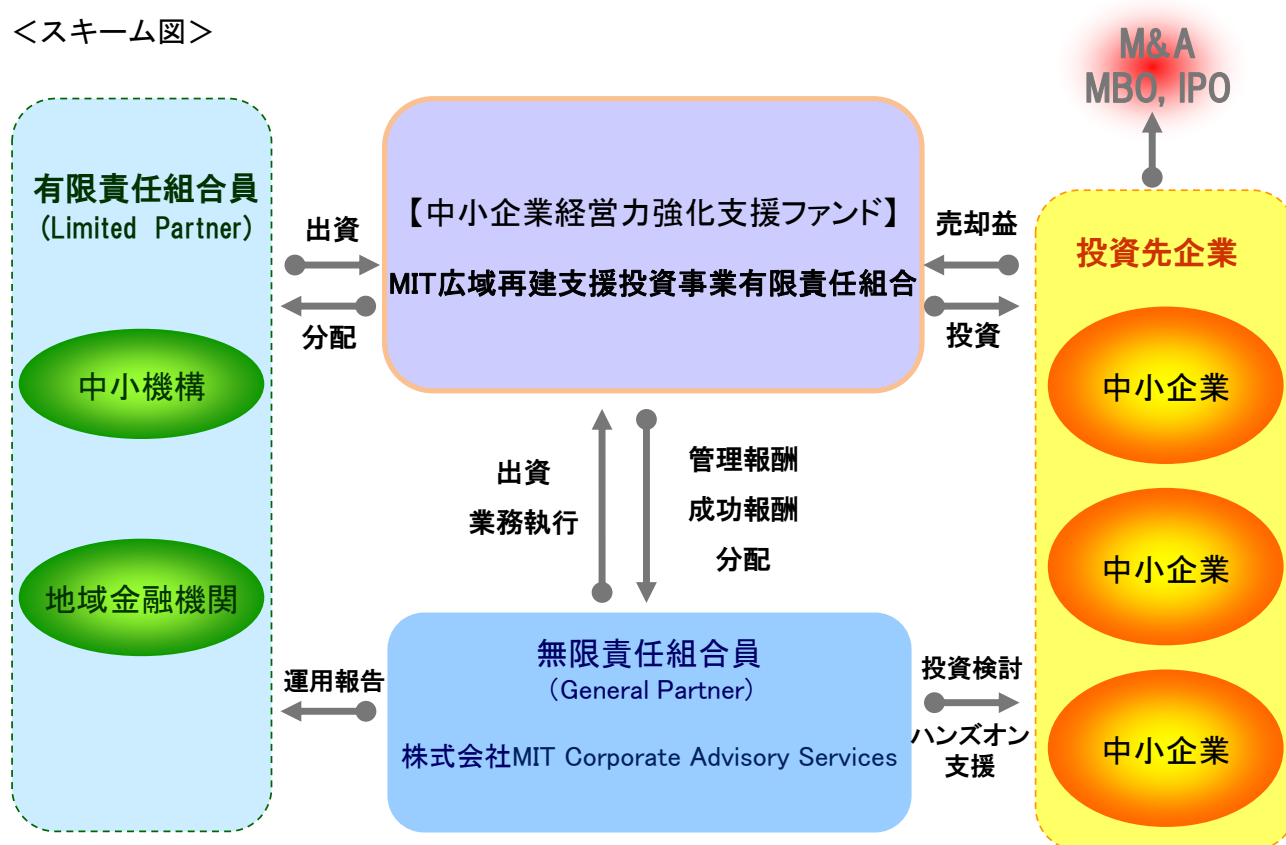 ＜スキーム図＞
M&A
MBO, IPO
有限責任組合員
(Limited Partner)
中小機構
地域金融機関
出資
分配
【中小企業経営力強化支援ファンド】
MIT広域再建支援投資事業有限責任組合
売却益
投資
投資先企業
中小企業
中小企業
中小企業
出資
業務執行
管理報酬
成功報酬
分配
運用報告
無限責任組合員
(General Partner)
株式会社MIT Corporate Advisory Services
投資検討
ハンズオン
支援